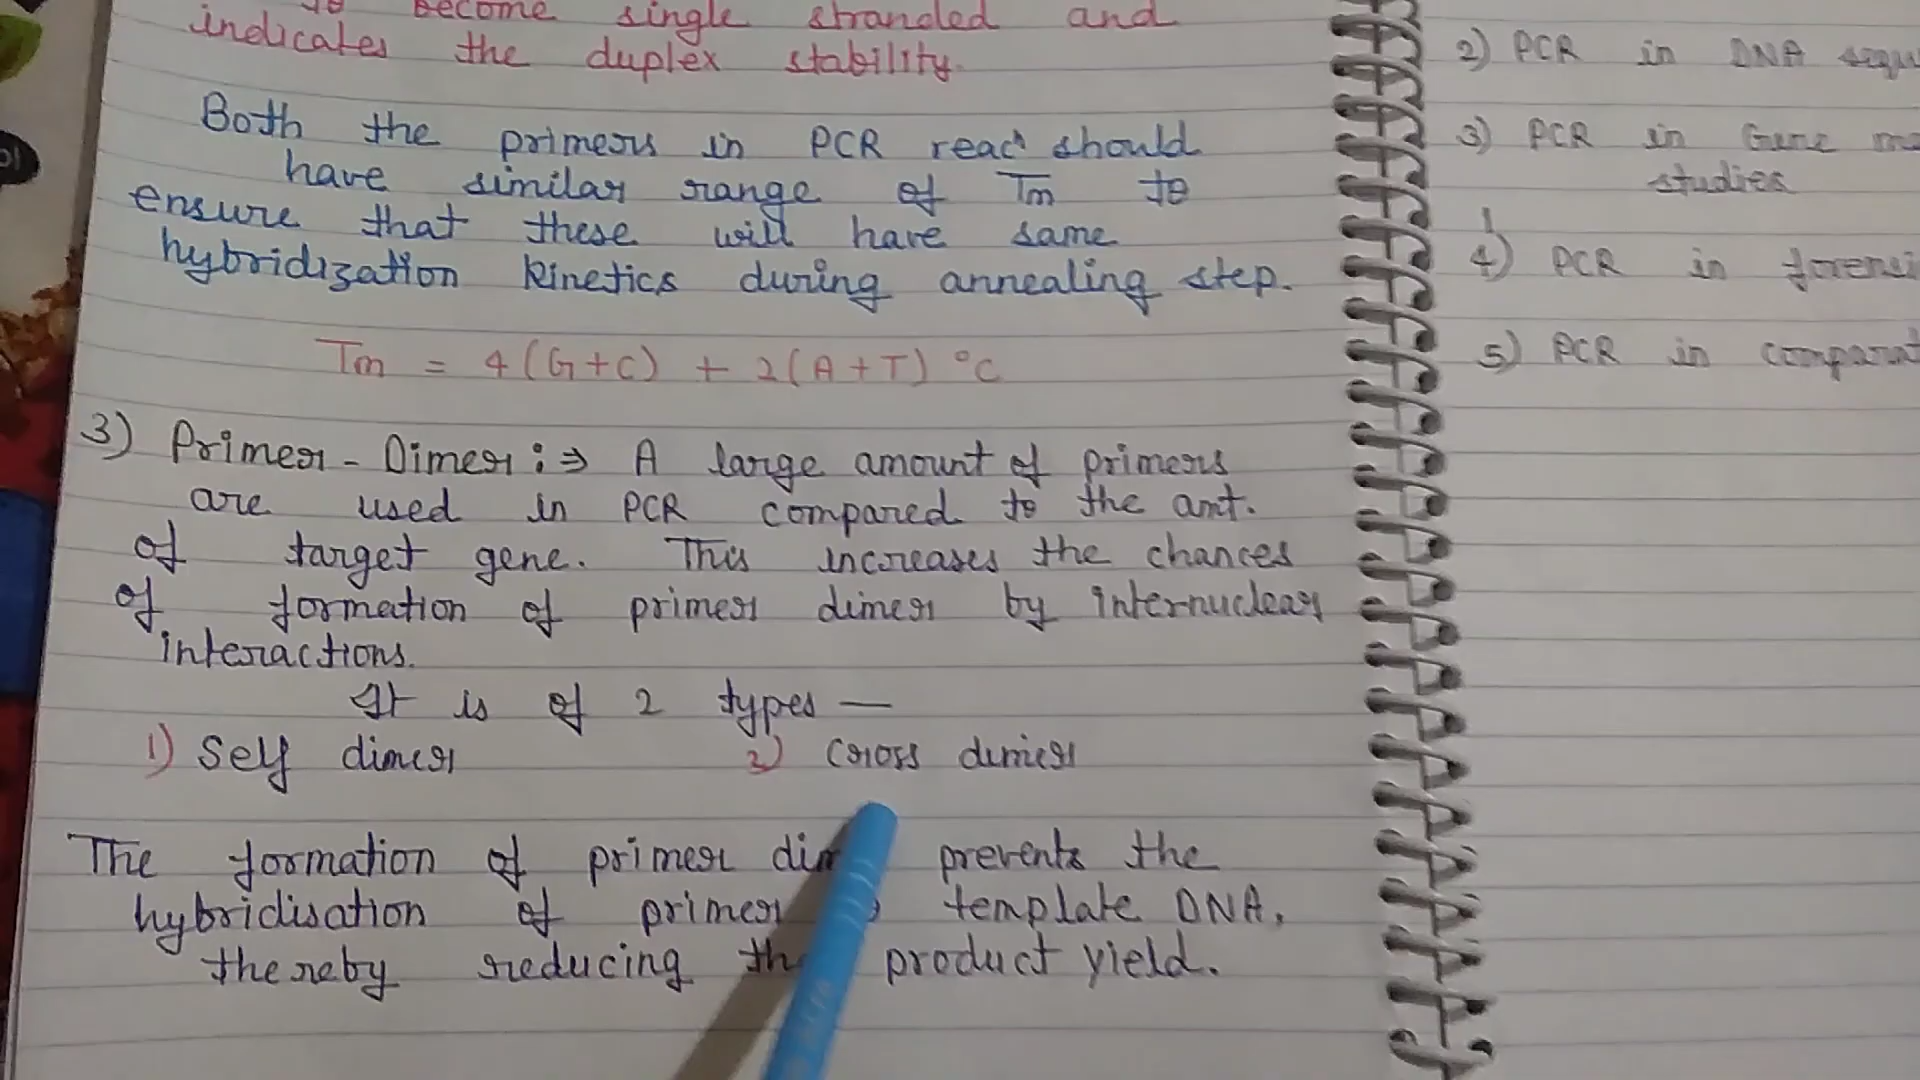 to become single stranded and
indicates the duplex stability.
Both the primers in PCR reacn should
have similar range of Tm to
ensure that these will have same
hybridization kinetics during annealing step.
Tm = 4(G+C) + 2(A+T) °C
3) Primer - Dimer :⇒ A large amount of primers
are used in PCR compared to the amt.
of target gene. This increases the chances
of formation of primer dimer by internuclear
interactions.
It is of 2 types —
1) Self dimer 2) Cross dimer
The formation of primer prevents the
hybridisation of primer template DNA,
thereby reducing product yield.
2) PCR in DNA
3) PCR in Gene
studies
4) PCR in
5) PCR in